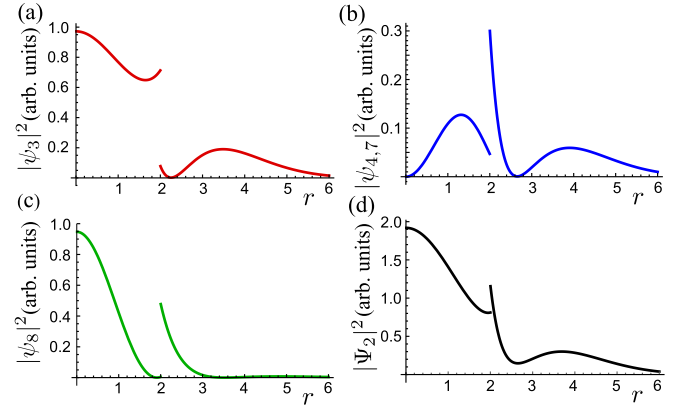 (a)
|ψ₃|² (arb. units)
1.0
0.8
0.6
0.4
0.2
1 2 3 4 5 6
r
(b)
|ψ₄,₇|² (arb. units)
0.3
0.2
0.1
1 2 3 4 5 6
r
(c)
|ψ₈|² (arb. units)
1.0
0.8
0.6
0.4
0.2
1 2 3 4 5 6
r
(d)
|Ψ₂|² (arb. units)
2.0
1.5
1.0
0.5
1 2 3 4 5 6
r